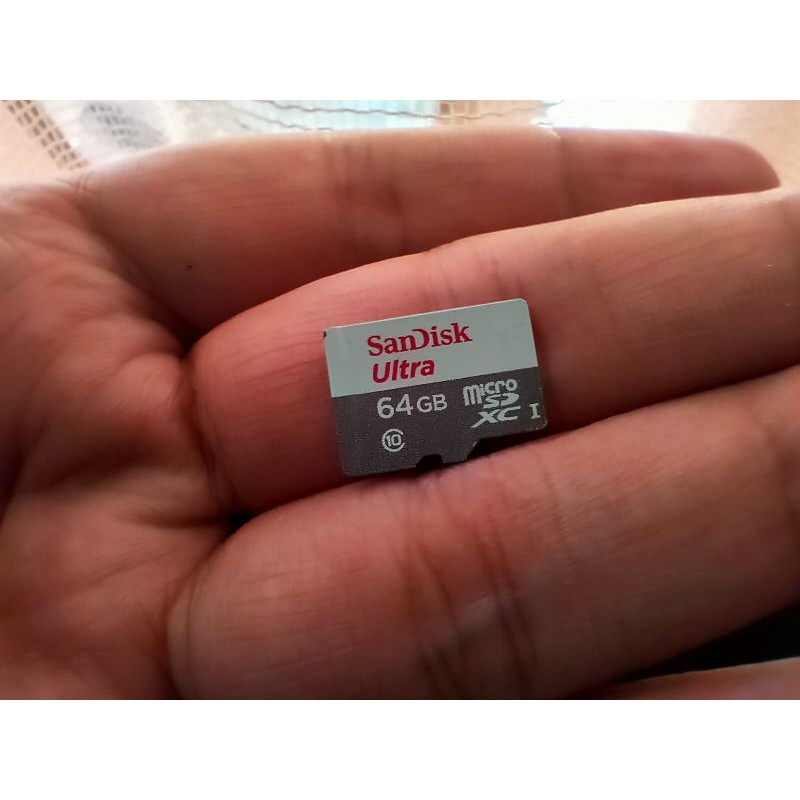 SanDisk
Ultra
64GB
micro
SD
XC I
10